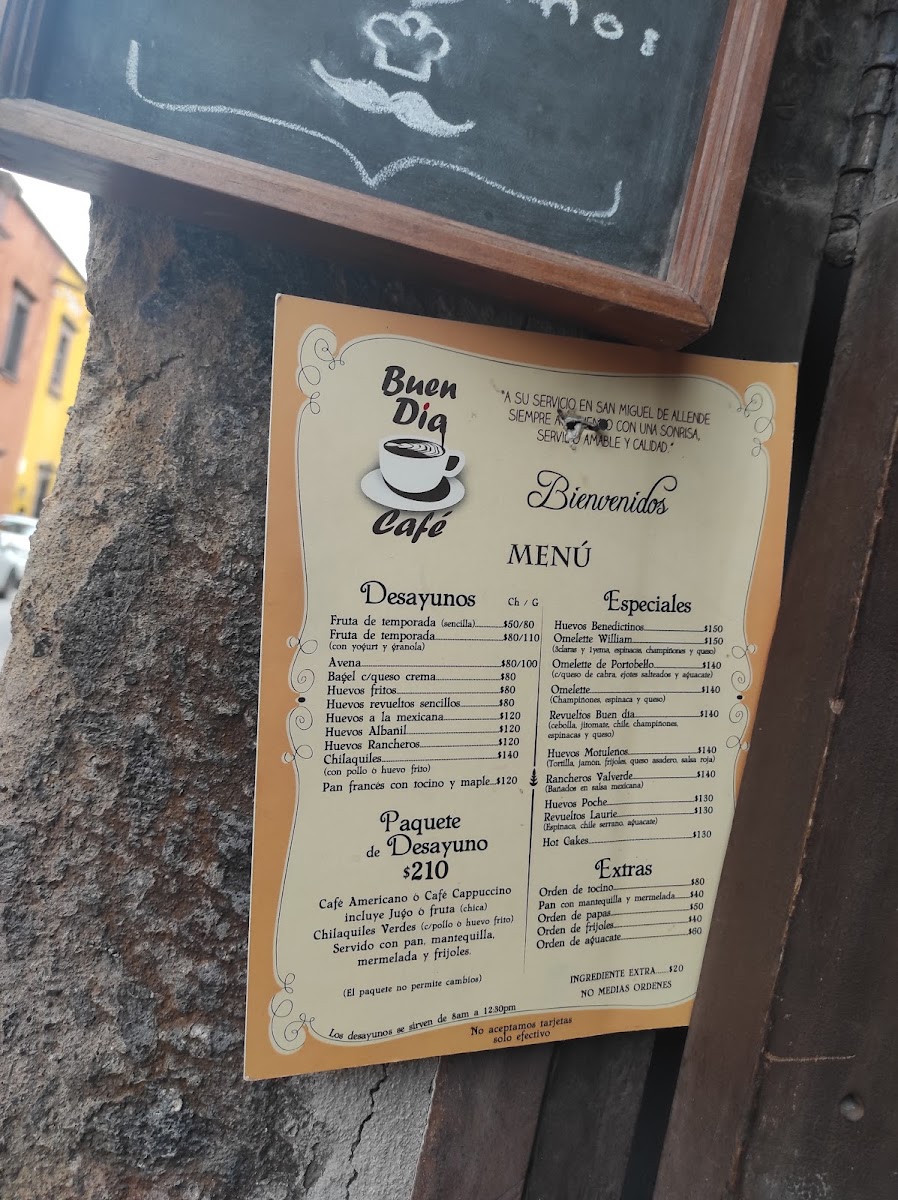 Buen
Día
Café
"A SU SERVICIO EN SAN MIGUEL DE ALLENDE
SIEMPRE CON UNA SONRISA,
SERVICIO AMABLE Y CALIDAD."
Bienvenidos
MENÚ
Desayunos Ch / G
Fruta de temporada (sencilla)..........$50/80
Fruta de temporada..........$80/110
(con yogurt y granola)
Avena..........$80/100
Bagel c/queso crema..........$80
Huevos fritos..........$80
Huevos revueltos sencillos..........$80
Huevos a la mexicana..........$120
Huevos Albanil..........$120
Huevos Rancheros..........$120
Chilaquiles..........$140
(con pollo o huevo frito)
Pan francés con tocino y maple...$120
Paquete
de Desayuno
$210
Café Americano ó Café Cappuccino
incluye Jugo ó fruta (chica)
Chilaquiles Verdes (c/pollo ó huevo frito)
Servido con pan, mantequilla,
mermelada y frijoles.
(El paquete no permite cambios)
Especiales
Huevos Benedictinos..........$150
Omelette William..........$150
(3claras y 1yema, espinacas, champiñones y queso)
Omelette de Portobello..........$140
(c/queso de cabra, ejotes salteados y aguacate)
Omelette..........$140
(Champiñones, espinaca y queso)
Revueltos Buen día..........$140
(cebolla, jitomate, chile, champiñones,
espinacas y queso)
Huevos Motuleños..........$140
(Tortilla, jamón, frijoles, queso asadero, salsa roja)
Rancheros Valverde..........$140
(Bañados en salsa mexicana)
Huevos Poche..........$130
Revueltos Laurie..........$130
(Espinaca, chile serrano, aguacate)
Hot Cakes..........$130
Extras
Orden de tocino..........$80
Pan con mantequilla y mermelada.....$40
Orden de papas..........$50
Orden de frijoles..........$40
Orden de aguacate..........$60
INGREDIENTE EXTRA......$20
NO MEDIAS ORDENES
Los desayunos se sirven de 8am a 12:30pm
No aceptamos tarjetas
solo efectivo